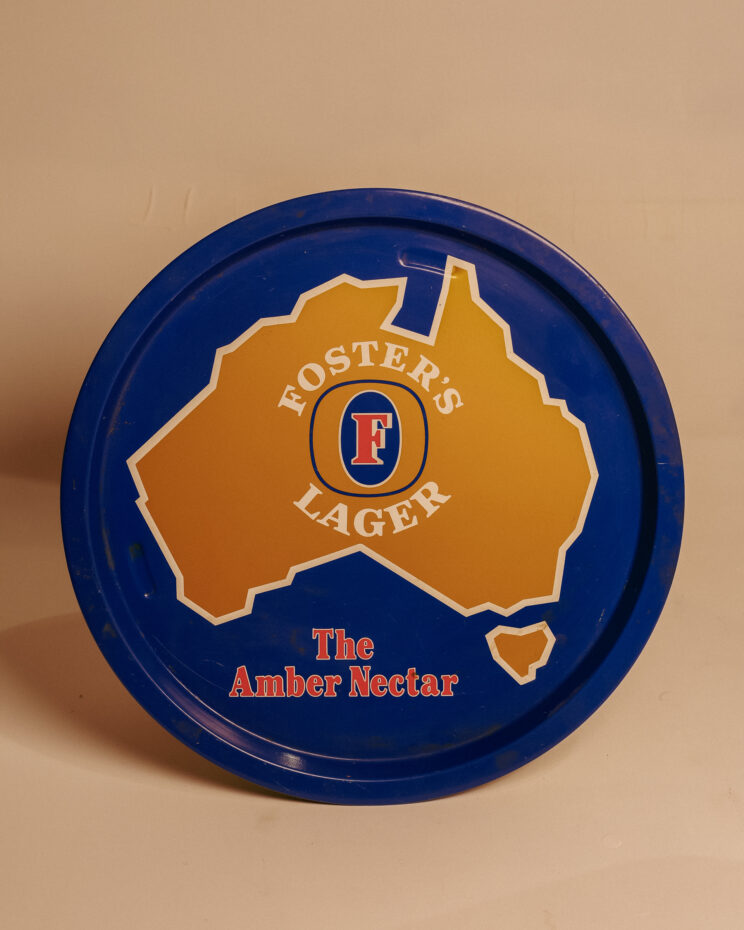 FOSTER'S
F
LAGER
The
Amber Nectar